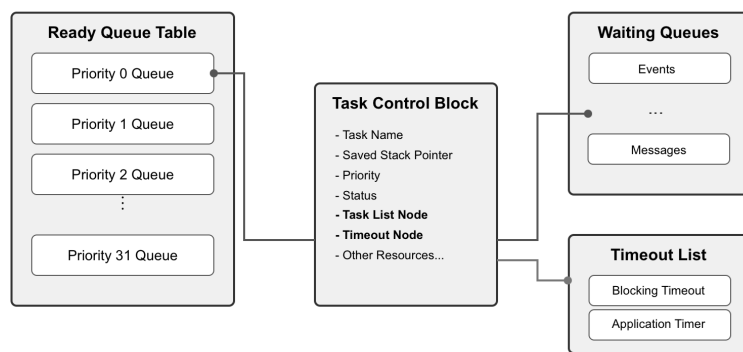 Ready Queue Table
Priority 0 Queue
Priority 1 Queue
Priority 2 Queue
⋮
Priority 31 Queue
Task Control Block
- Task Name
- Saved Stack Pointer
- Priority
- Status
- Task List Node
- Timeout Node
- Other Resources...
Waiting Queues
Events
...
Messages
Timeout List
Blocking Timeout
Application Timer